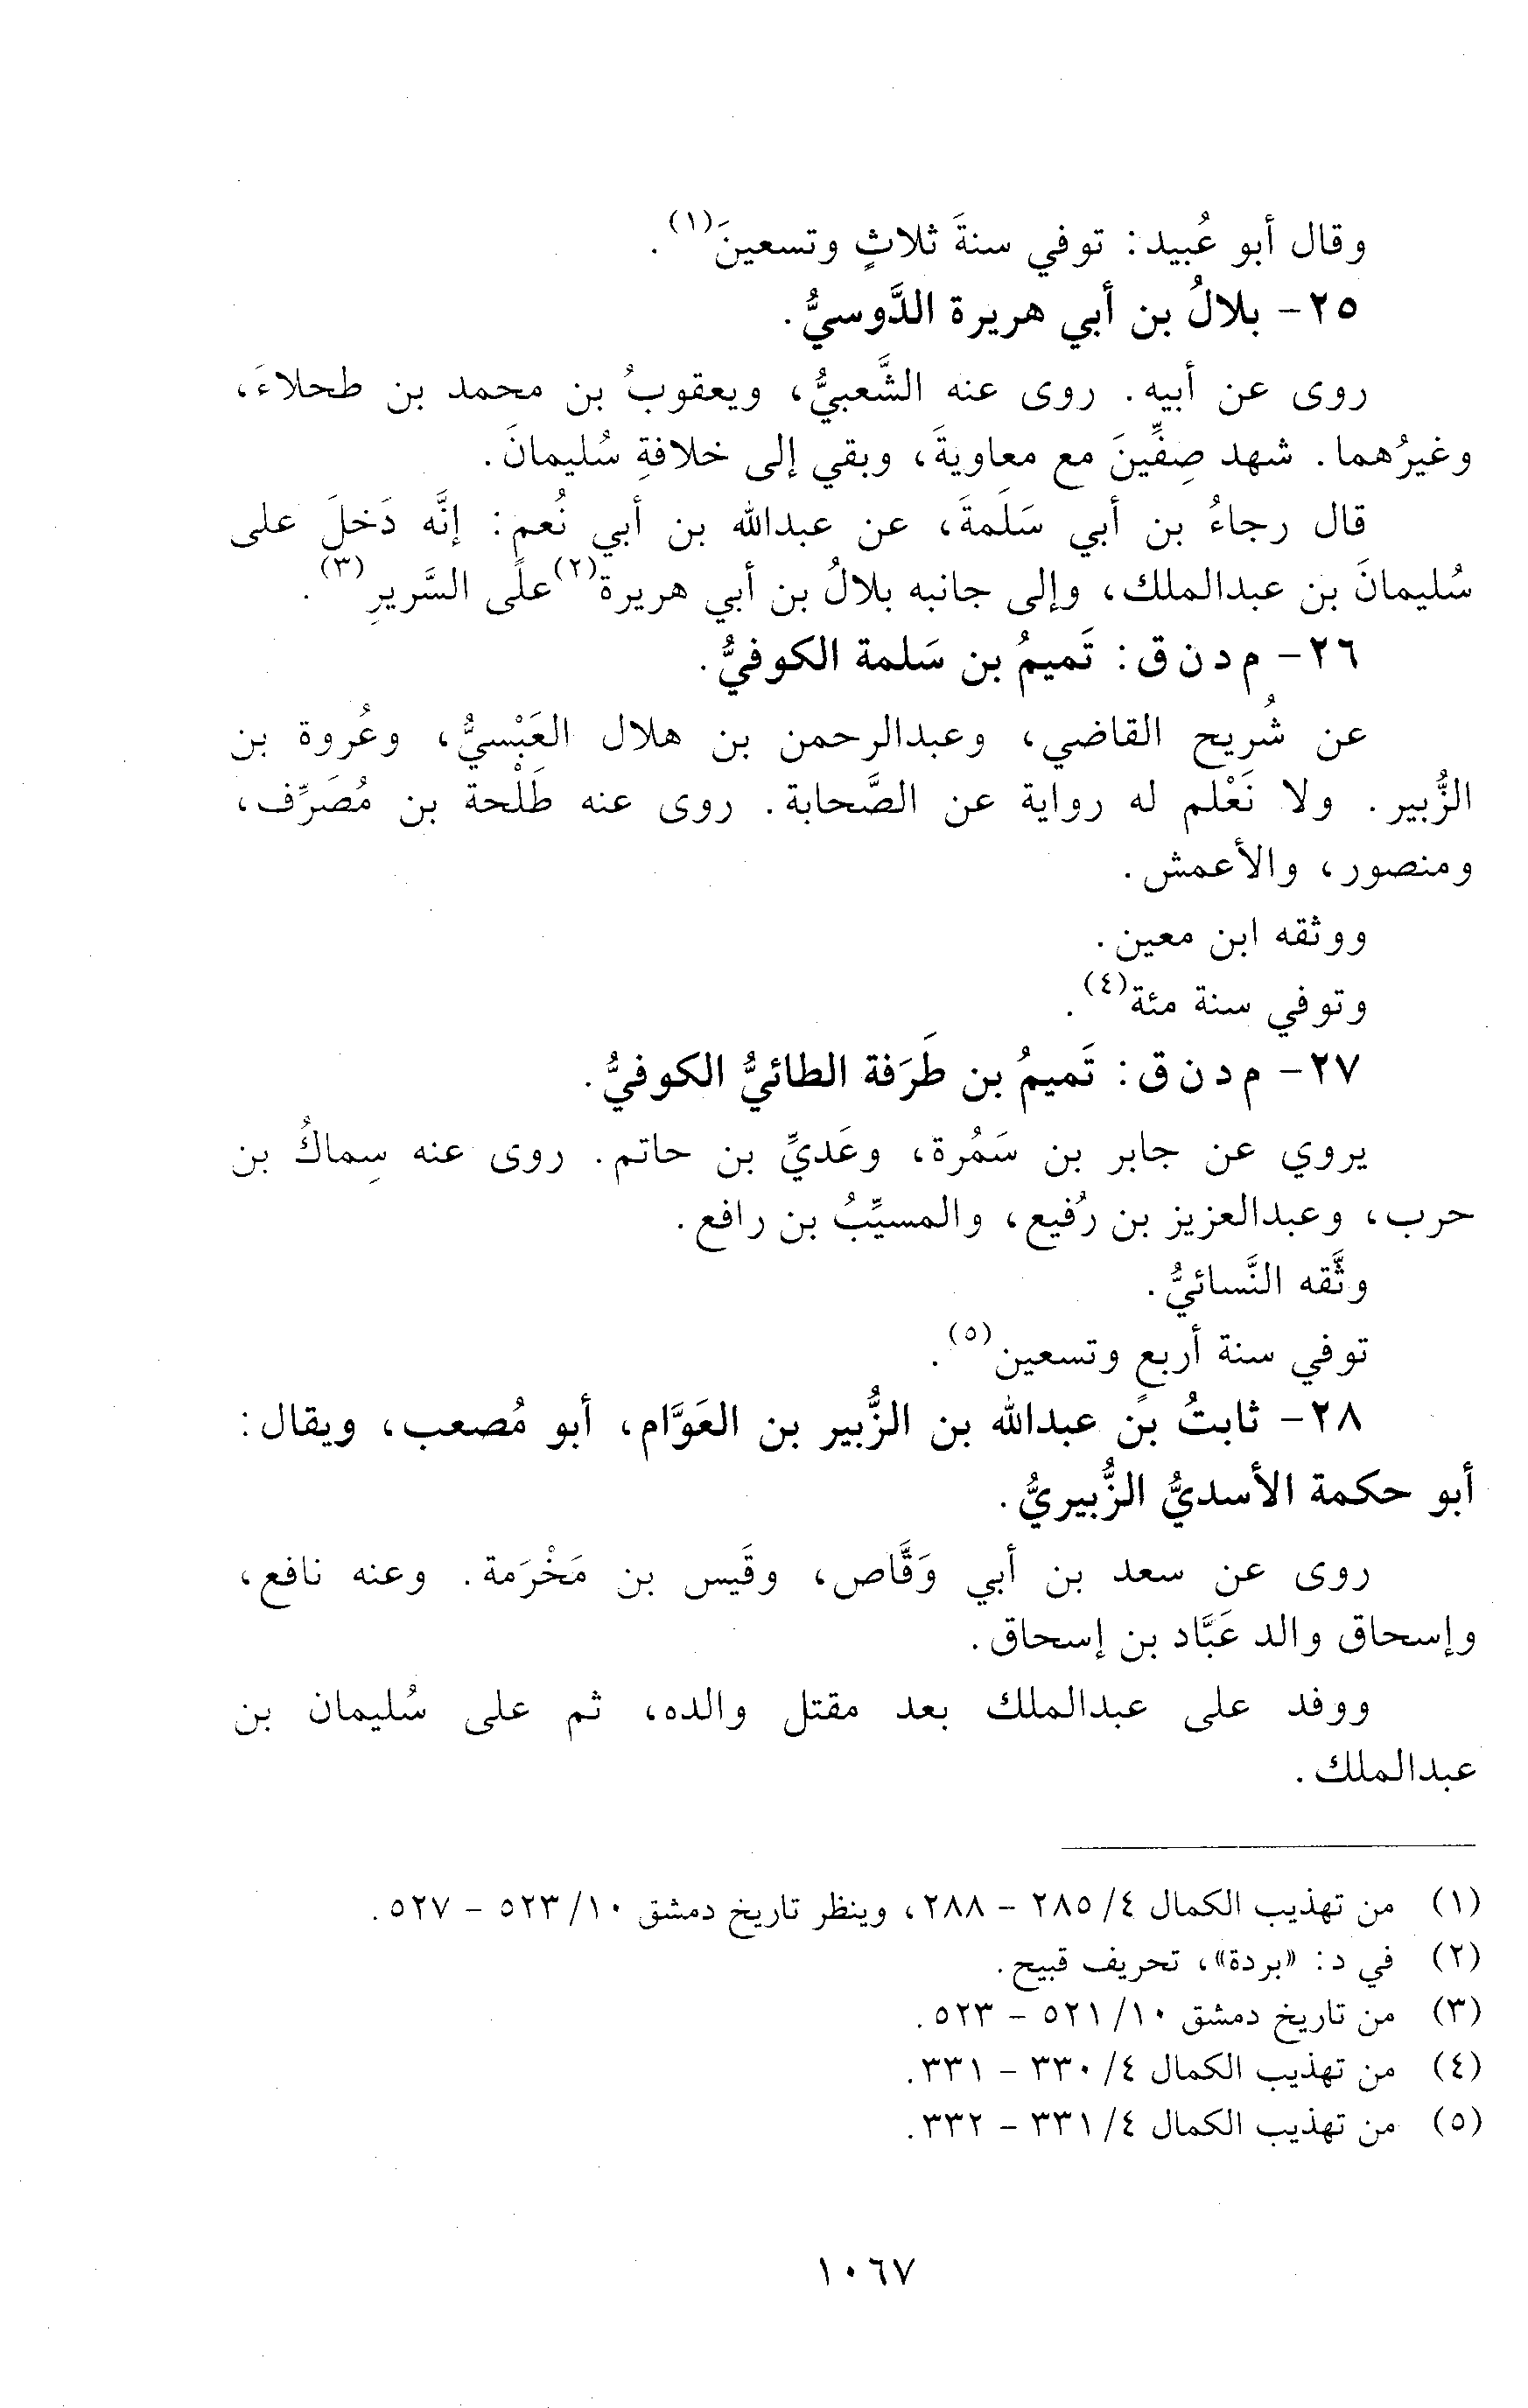 وقال أبو عُبيد: توفي سنةَ ثلاثٍ وتسعينَ(١).
٢٥- بلالُ بن أبي هريرة الدَّوسيُّ.
روى عن أبيه. روى عنه الشَّعبيُّ، ويعقوبُ بن محمد بن طحلاءَ،
وغيرُهما. شهد صِفِّينَ مع معاويةَ، وبقي إلى خلافةِ سُليمانَ.
قال رجاءُ بن أبي سَلَمةَ، عن عبدالله بن أبي نُعم: إنَّه دَخلَ على
سُليمانَ بن عبدالملك، وإلى جانبه بلالُ بن أبي هريرة(٢) على السَّريرِ(٣).
٢٦- م د ن ق: تَميمُ بن سَلمة الكوفيُّ.
عن شُريح القاضي، وعبدالرحمن بن هلال العَبْسيُّ، وعُروة بن
الزُّبير. ولا نَعْلم له رواية عن الصَّحابة. روى عنه طَلْحة بن مُصَرِّف،
ومنصور، والأعمش.
ووثقه ابن معين.
وتوفي سنة مئة(٤).
٢٧- م د ن ق: تَميمُ بن طَرَفة الطائيُّ الكوفيُّ.
يروي عن جابر بن سَمُرة، وعَديِّ بن حاتم. روى عنه سِماكُ بن
حرب، وعبدالعزيز بن رُفيع، والمسيِّبُ بن رافع.
وثَّقه النَّسائيُّ.
توفي سنة أربعٍ وتسعين(٥).
٢٨- ثابتُ بن عبدالله بن الزُّبير بن العَوَّام، أبو مُصعب، ويقال:
أبو حكمة الأسديُّ الزُّبيريُّ.
روى عن سعد بن أبي وَقَّاص، وقَيس بن مَخْرَمة. وعنه نافع،
وإسحاق والد عَبَّاد بن إسحاق.
ووفد على عبدالملك بعد مقتل والده، ثم على سُليمان بن
عبدالملك.
(١) من تهذيب الكمال ٤/ ٢٨٥ - ٢٨٨، وينظر تاريخ دمشق ١٠/ ٥٢٣ - ٥٢٧.
(٢) في د: «بردة»، تحريف قبيح.
(٣) من تاريخ دمشق ١٠/ ٥٢١ - ٥٢٣.
(٤) من تهذيب الكمال ٤/ ٣٣٠ - ٣٣١.
(٥) من تهذيب الكمال ٤/ ٣٣١ - ٣٣٢.
١٠٦٧